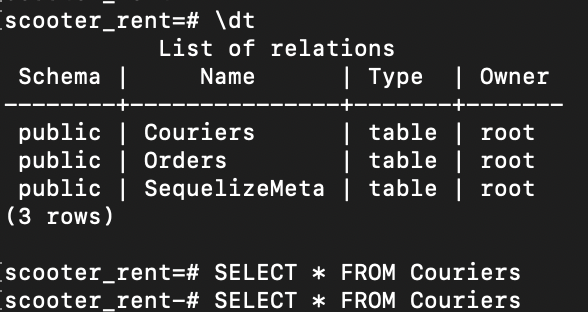 scooter_rent=# \dt
List of relations
Schema | Name | Type | Owner
--------+---------------+-------+-------
public | Couriers | table | root
public | Orders | table | root
public | SequelizeMeta | table | root
(3 rows)
scooter_rent=# SELECT * FROM Couriers
scooter_rent-# SELECT * FROM Couriers